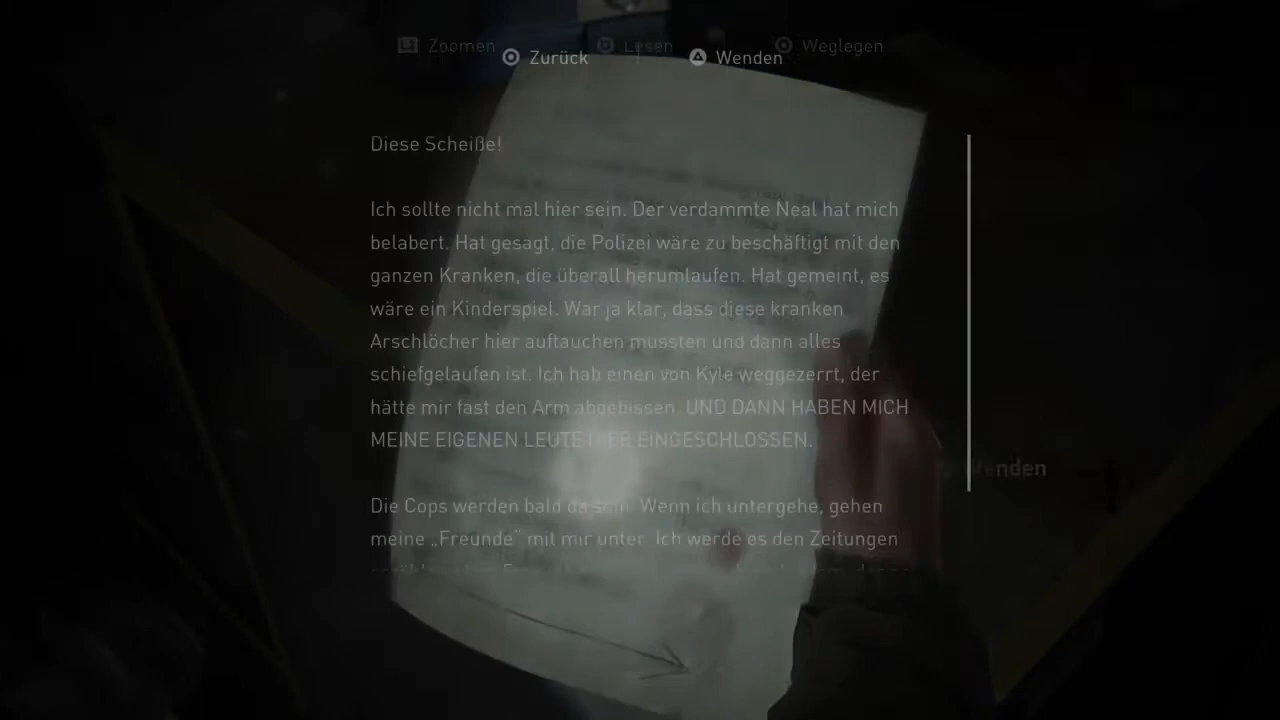 L3 Zoomen
Lesen
Weglegen
Zurück
Wenden
Diese Scheiße!
Ich sollte nicht mal hier sein. Der verdammte Neal hat mich
belabert. Hat gesagt, die Polizei wäre zu beschäftigt mit den
ganzen Kranken, die überall herumlaufen. Hat gemeint, es
wäre ein Kinderspiel. War ja klar, dass diese kranken
Arschlöcher hier auftauchen mussten und dann alles
schiefgelaufen ist. Ich hab einen von Kyle weggezerrt, der
hätte mir fast den Arm abgebissen. UND DANN HABEN MICH
MEINE EIGENEN LEUTE HIER EINGESCHLOSSEN.
Wenden
Die Cops werden bald da sein. Wenn ich untergehe, gehen
meine „Freunde“ mit mir unter. Ich werde es den Zeitungen